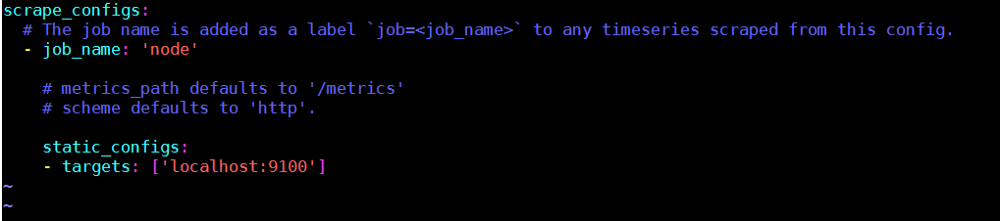 scrape_configs:
  # The job name is added as a label `job=<job_name>` to any timeseries scraped from this config.
  - job_name: 'node'
    # metrics_path defaults to '/metrics'
    # scheme defaults to 'http'.
    static_configs:
    - targets: ['localhost:9100']
~
~